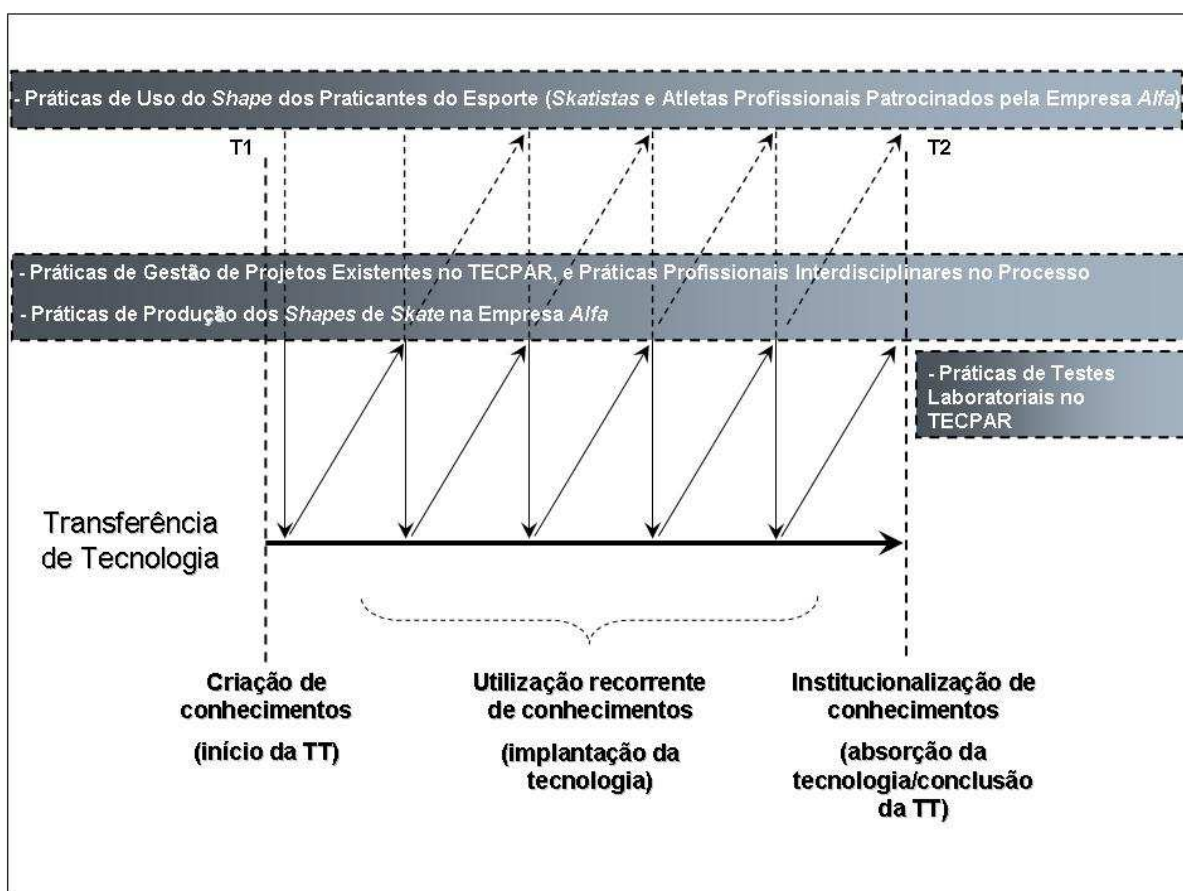 - Práticas de Uso do Shape dos Praticantes do Esporte (Skatistas e Atletas Profissionais Patrocinados pela Empresa Alfa)
T1
T2
- Práticas de Gestão de Projetos Existentes no TECPAR, e Práticas Profissionais Interdisciplinares no Processo
- Práticas de Produção dos Shapes de Skate na Empresa Alfa
- Práticas de Testes
Laboratoriais no
TECPAR
Transferência
de Tecnologia
Criação de
conhecimentos
(início da TT)
Utilização recorrente
de conhecimentos
(implantação da
tecnologia)
Institucionalização de
conhecimentos
(absorção da
tecnologia/conclusão
da TT)